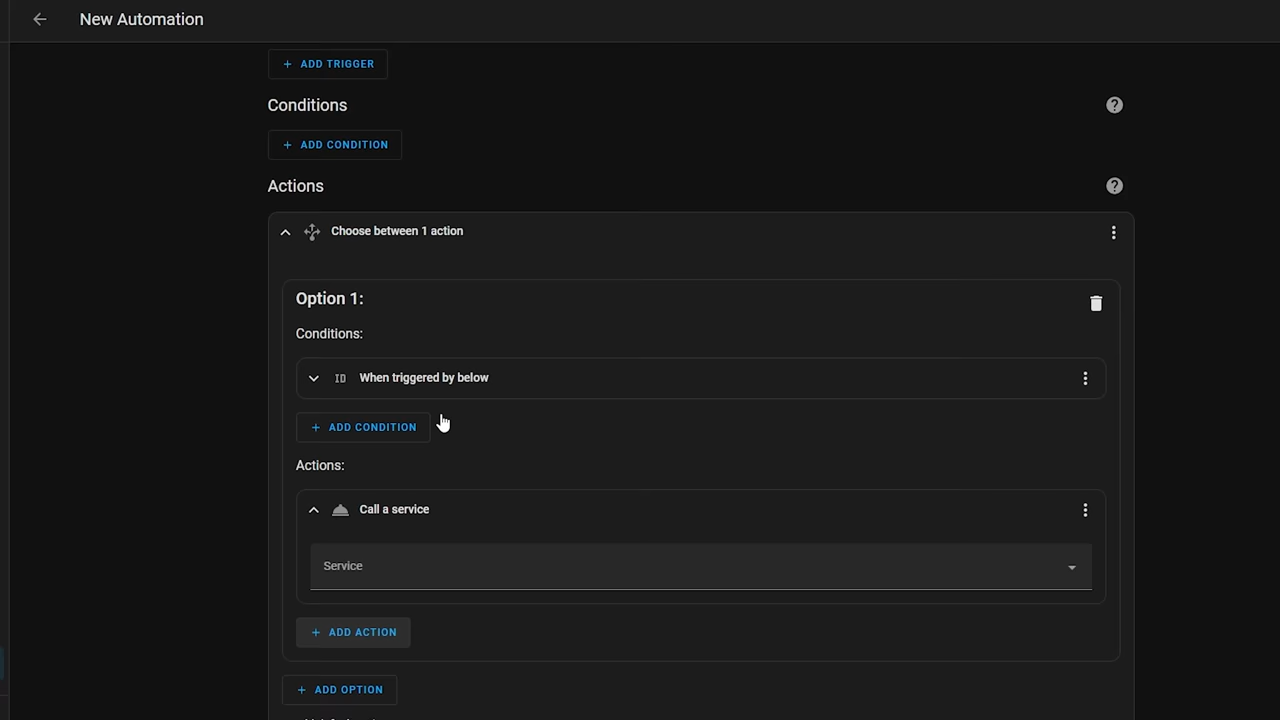 New Automation
+ ADD TRIGGER
Conditions
+ ADD CONDITION
Actions
Choose between 1 action
Option 1:
Conditions:
ID When triggered by below
+ ADD CONDITION
Actions:
Call a service
Service
+ ADD ACTION
+ ADD OPTION